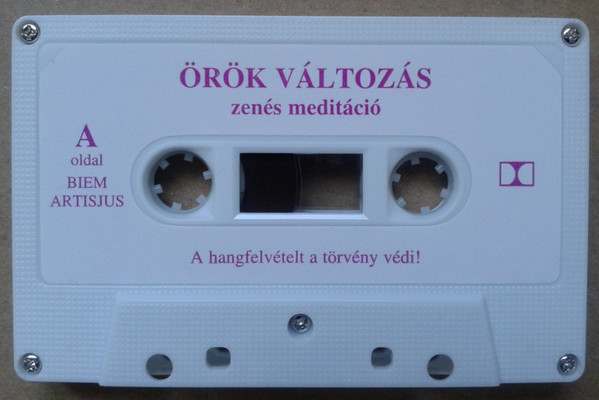 ÖRÖK VÁLTOZÁS
zenés meditáció
A
oldal
BIEM
ARTISJUS
A hangfelvételt a törvény védi!